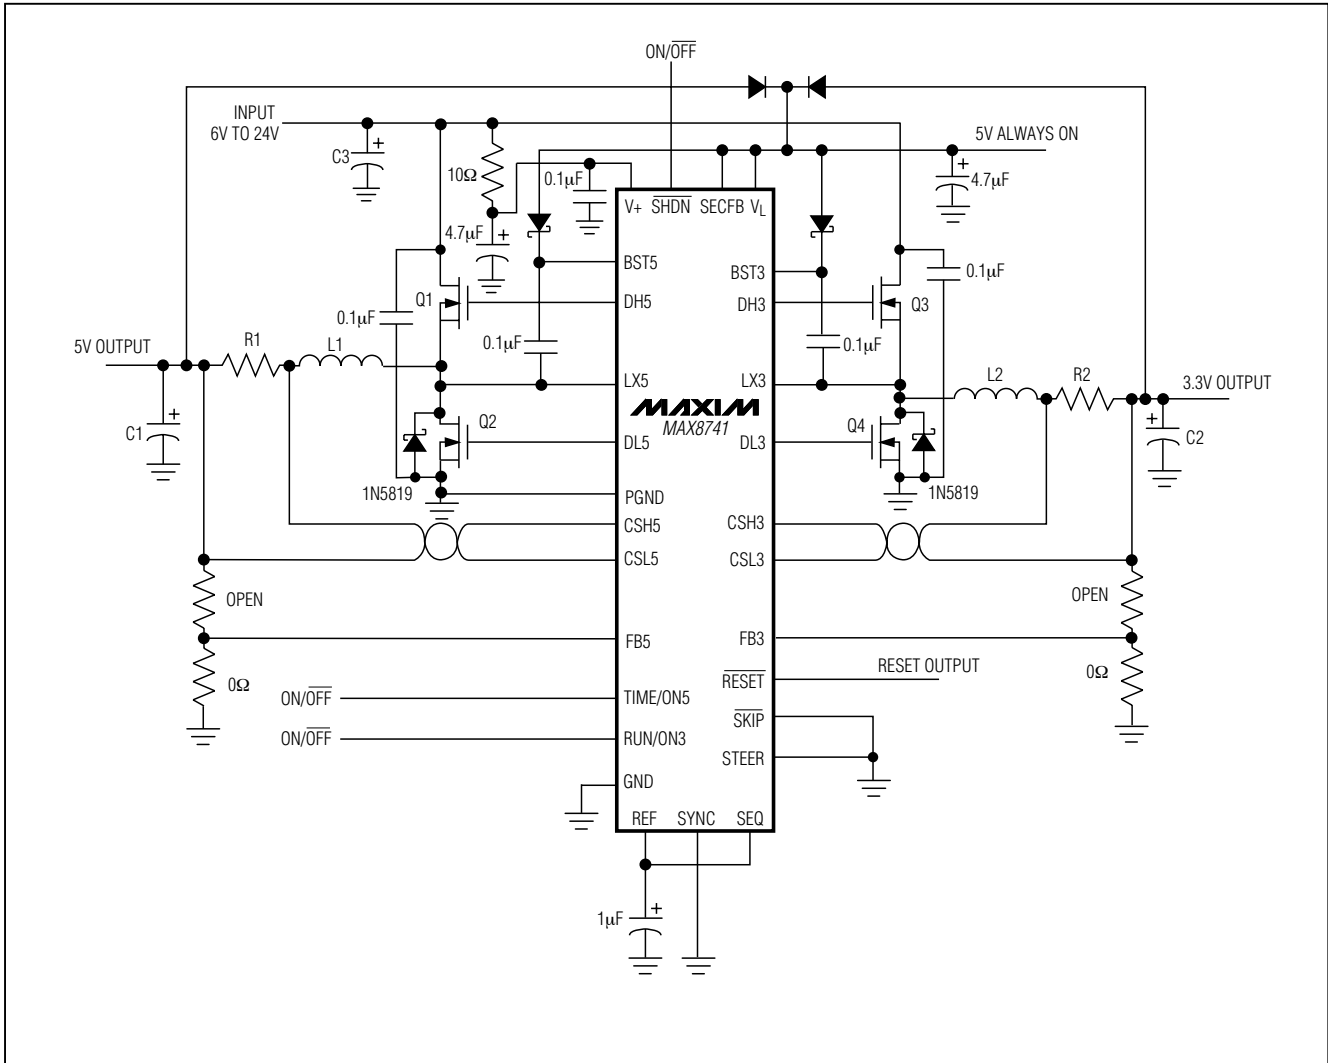 ON/OFF
INPUT
6V TO 24V
5V ALWAYS ON
C3
10Ω
0.1µF
4.7µF
V+
SHDN
SECFB
VL
4.7µF
BST5
BST3
0.1µF
Q1
DH5
DH3
Q3
0.1µF
5V OUTPUT
R1
L1
0.1µF
0.1µF
LX5
LX3
L2
R2
3.3V OUTPUT
MAXIM
MAX8741
C1
Q2
DL5
DL3
Q4
C2
1N5819
PGND
1N5819
CSH5
CSH3
CSL5
CSL3
OPEN
OPEN
FB5
FB3
0Ω
RESET
RESET OUTPUT
0Ω
ON/OFF
TIME/ON5
SKIP
ON/OFF
RUN/ON3
STEER
GND
REF
SYNC
SEQ
1µF